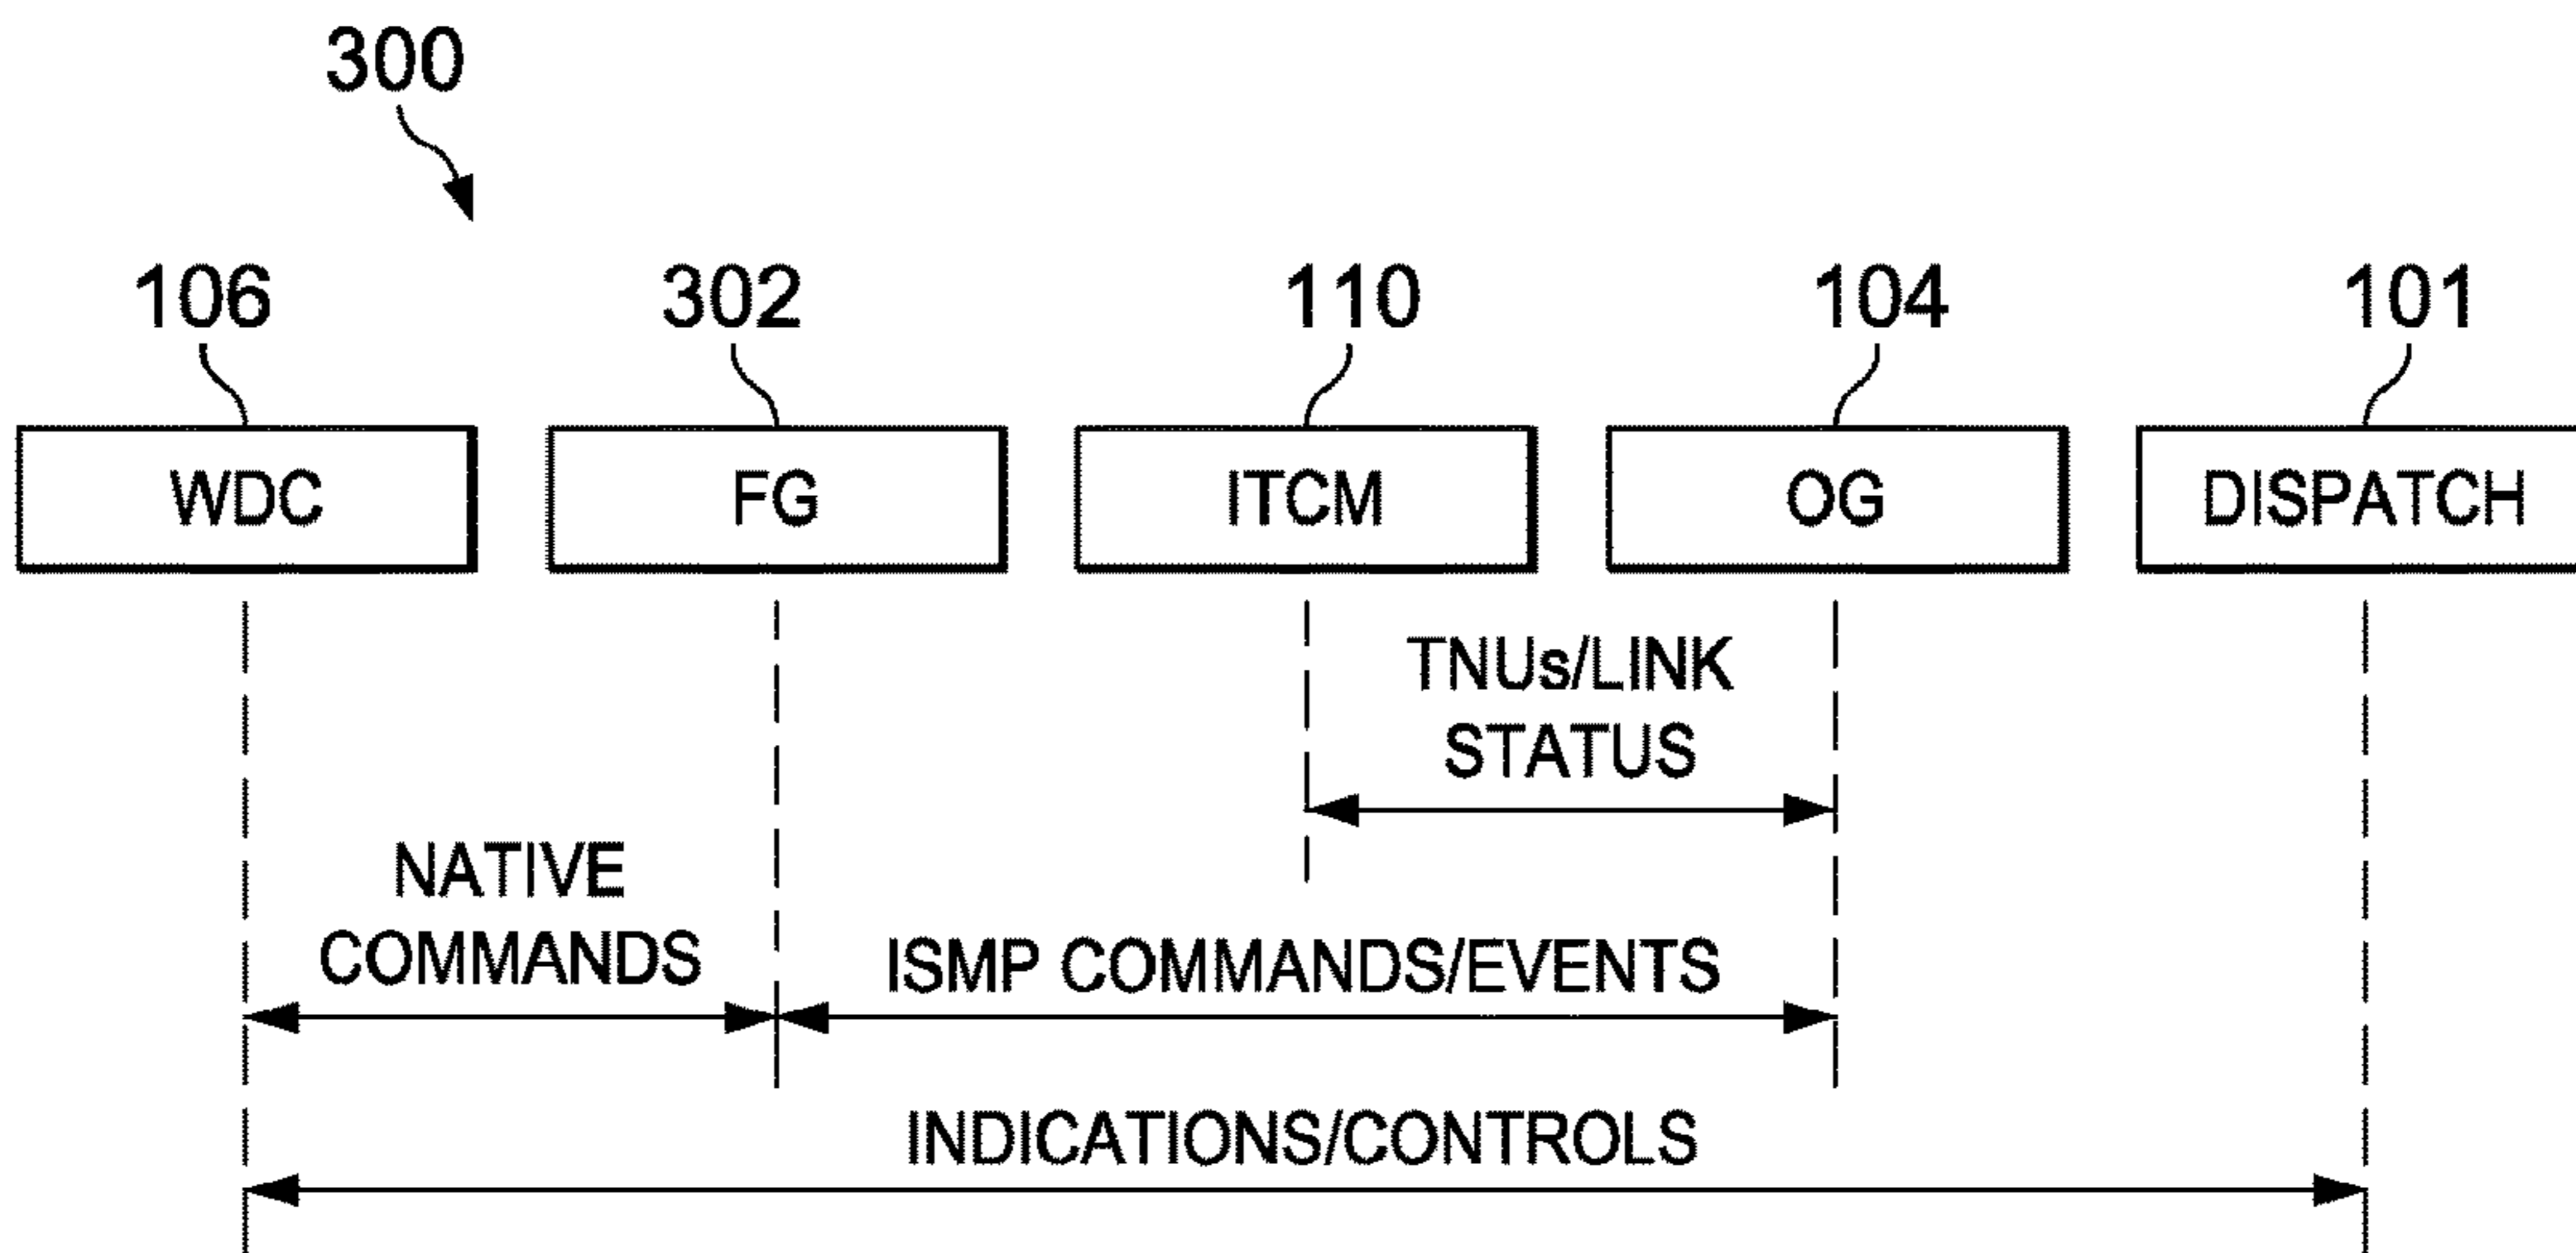 300
106
302
110
104
101
WDC
FG
ITCM
OG
DISPATCH
TNUs/LINK
STATUS
NATIVE
COMMANDS
ISMP COMMANDS/EVENTS
INDICATIONS/CONTROLS